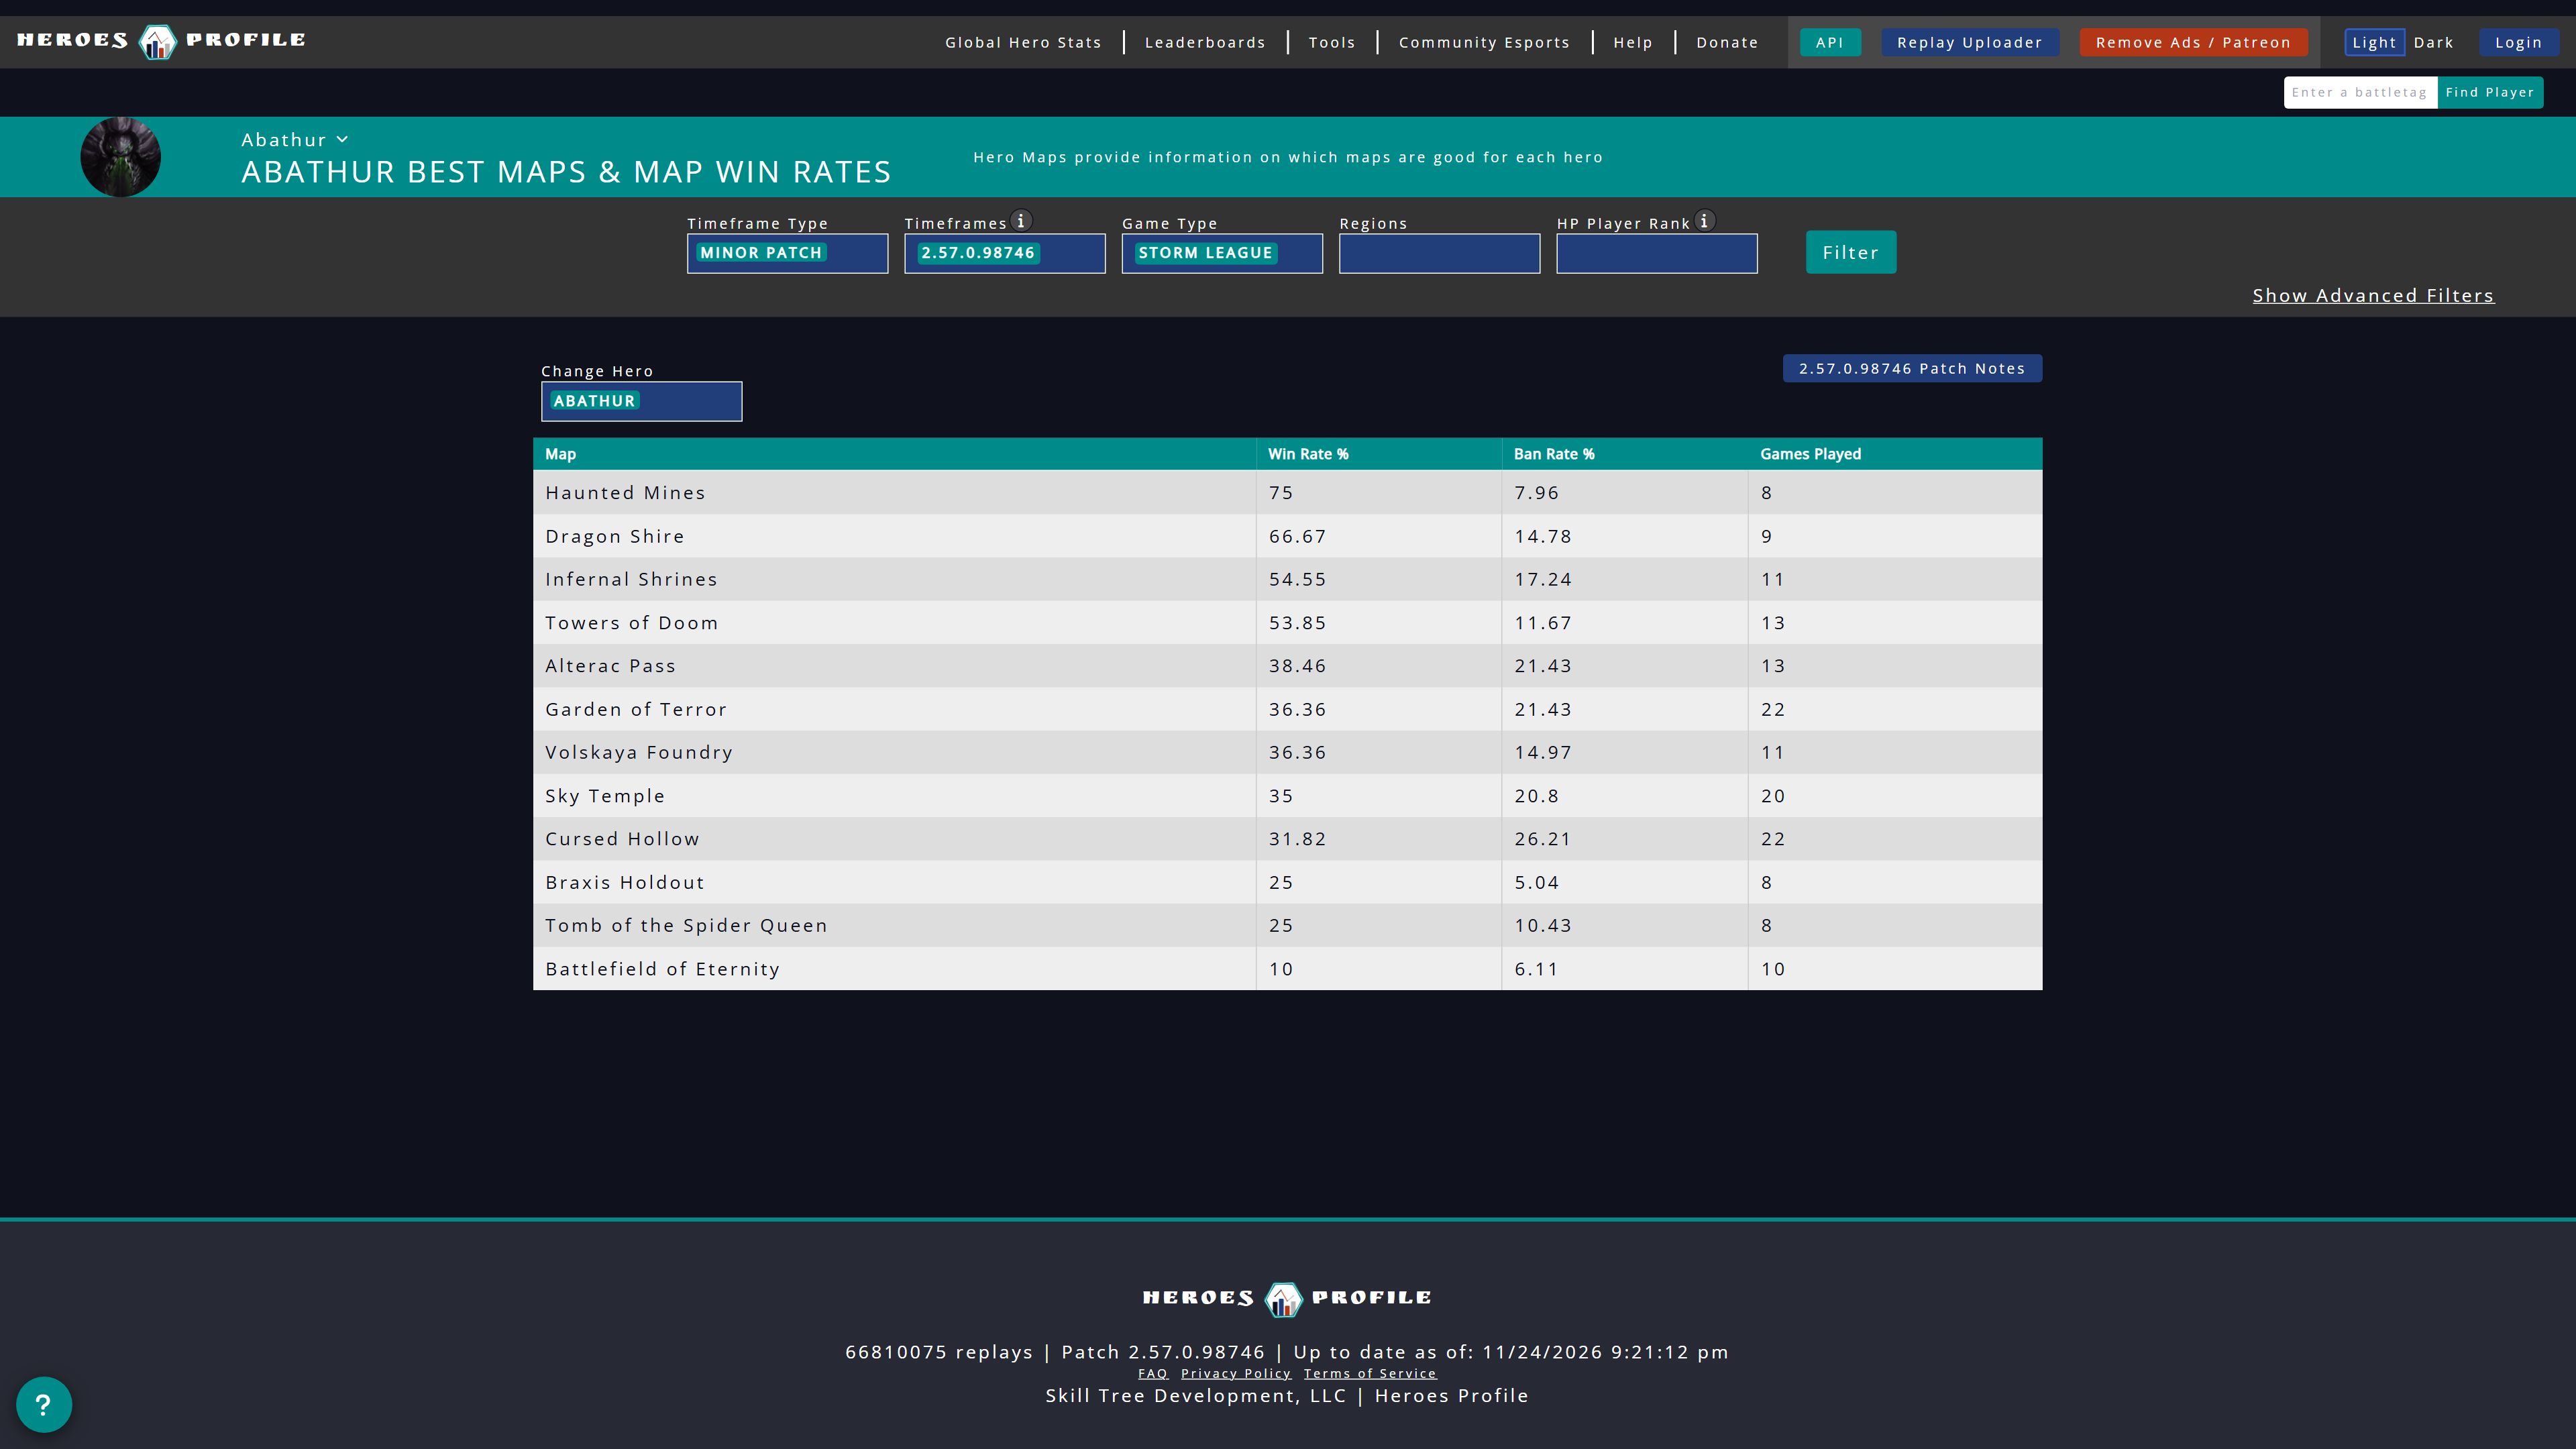 HEROES PROFILE
Global Hero Stats
Leaderboards
Tools
Community Esports
Help
Donate
API
Replay Uploader
Remove Ads / Patreon
Light Dark
Login
Enter a battletag
Find Player
Abathur
ABATHUR BEST MAPS & MAP WIN RATES
Hero Maps provide information on which maps are good for each hero
Timeframe Type
MINOR PATCH
Timeframes
i
2.57.0.98746
Game Type
STORM LEAGUE
Regions
HP Player Rank
i
Filter
Show Advanced Filters
Change Hero
ABATHUR
2.57.0.98746 Patch Notes
Map Win Rate % Ban Rate % Games Played
Haunted Mines 75 7.96 8
Dragon Shire 66.67 14.78 9
Infernal Shrines 54.55 17.24 11
Towers of Doom 53.85 11.67 13
Alterac Pass 38.46 21.43 13
Garden of Terror 36.36 21.43 22
Volskaya Foundry 36.36 14.97 11
Sky Temple 35 20.8 20
Cursed Hollow 31.82 26.21 22
Braxis Holdout 25 5.04 8
Tomb of the Spider Queen 25 10.43 8
Battlefield of Eternity 10 6.11 10
HEROES PROFILE
66810075 replays | Patch 2.57.0.98746 | Up to date as of: 11/24/2026 9:21:12 pm
FAQ Privacy Policy Terms of Service
Skill Tree Development, LLC | Heroes Profile
?